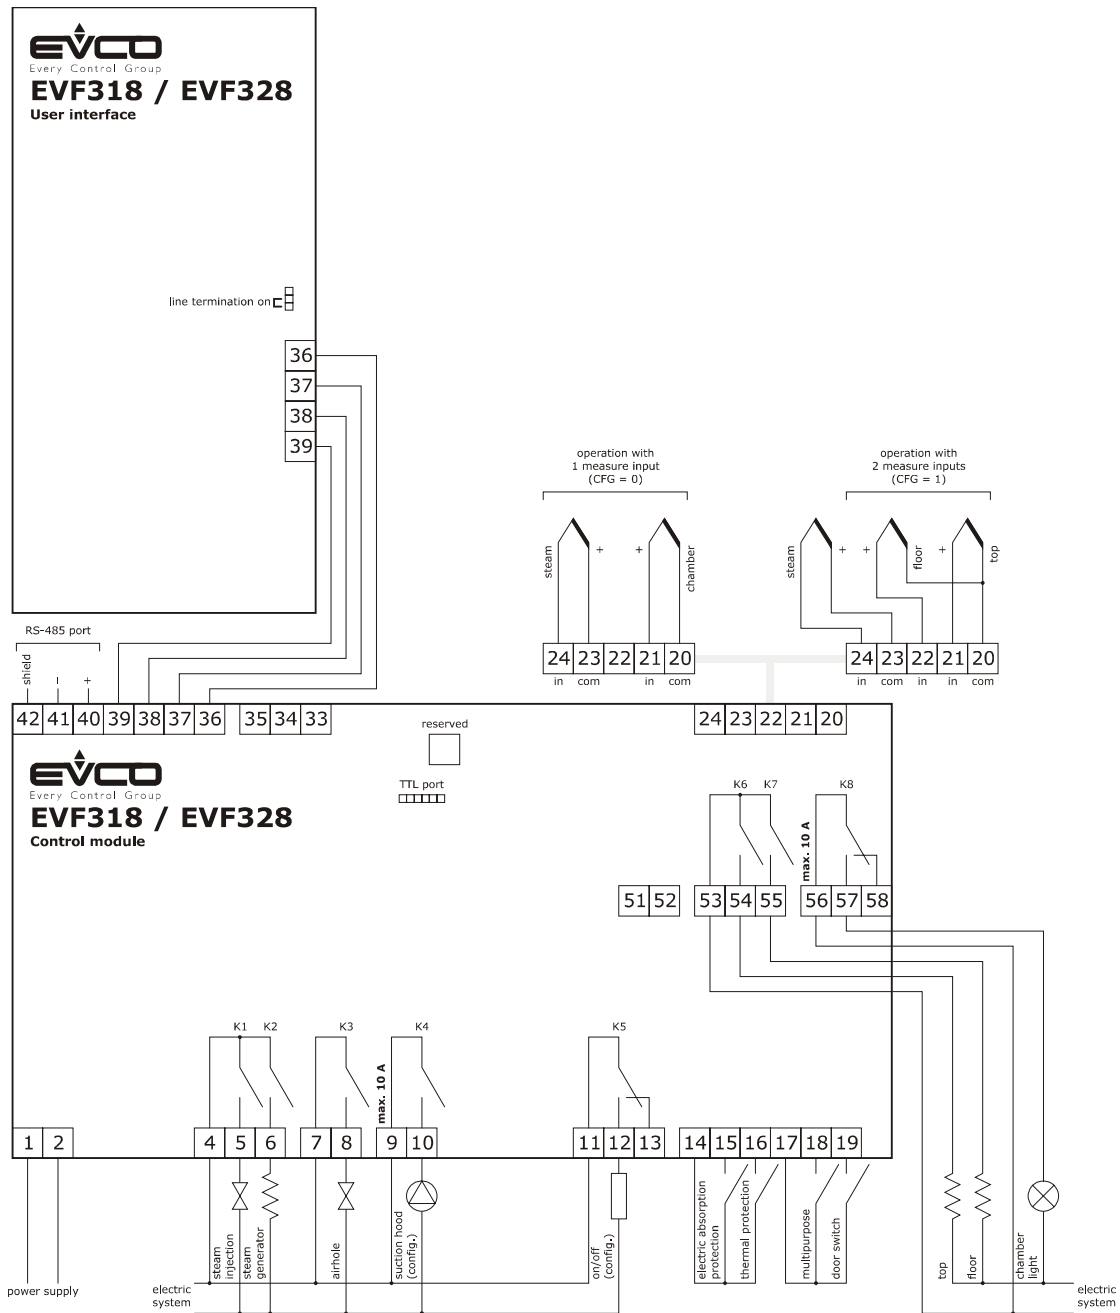 EVCO
Every Control Group
EVF318 / EVF328
User interface
line termination on
36
37
38
39
operation with
1 measure input
(CFG = 0)
operation with
2 measure inputs
(CFG = 1)
steam
+
+
chamber
steam
+
+
floor
+
top
24 23 22 21 20
in com in com
24 23 22 21 20
in com in in com
RS-485 port
shield
–
+
42 41 40 39 38 37 36 35 34 33
24 23 22 21 20
reserved
TTL port
EVCO
Every Control Group
EVF318 / EVF328
Control module
K6 K7 K8
max. 10 A
51 52 53 54 55 56 57 58
K1 K2 K3 K4 K5
max. 10 A
1 2 4 5 6 7 8 9 10 11 12 13 14 15 16 17 18 19
power supply
electric
system
steam
injection
steam
generator
airhole
suction hood
(config.)
on/off
(config.)
electric absorption
protection
thermal protection
multipurpose
door switch
top
floor
chamber
light
electric
system